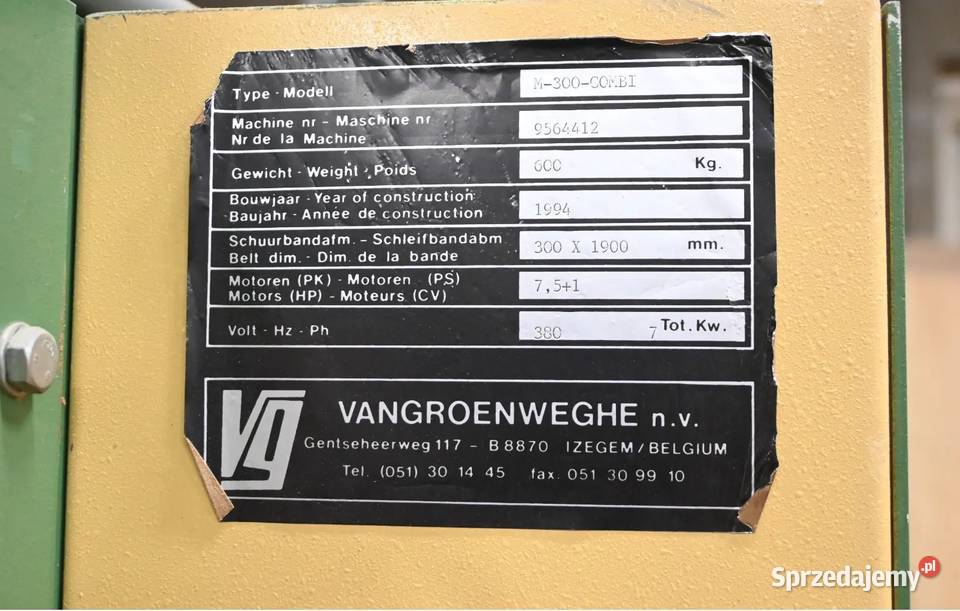 Type - Modell M-300-COMBI
Machine nr - Maschine nr
Nr de la Machine 9564412
Gewicht - Weight - Poids 600 Kg.
Bouwjaar - Year of construction
Baujahr - Année de construction 1994
Schuurbandafm. - Schleifbandabm
Belt dim. - Dim. de la bande 300 X 1900 mm.
Motoren (PK) - Motoren (PS)
Motors (HP) - Moteurs (CV) 7,5+1
Volt - Hz - Ph 380 7 Tot. Kw.
Vg
VANGROENWEGHE n.v.
Gentseheerweg 117 - B 8870 IZEGEM/BELGIUM
Tel. (051) 30 14 45 fax. 051 30 99 10
Sprzedajemy.pl